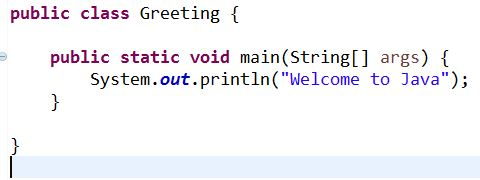 public class Greeting {
public static void main(String[] args) {
System.out.println("Welcome to Java");
}
}